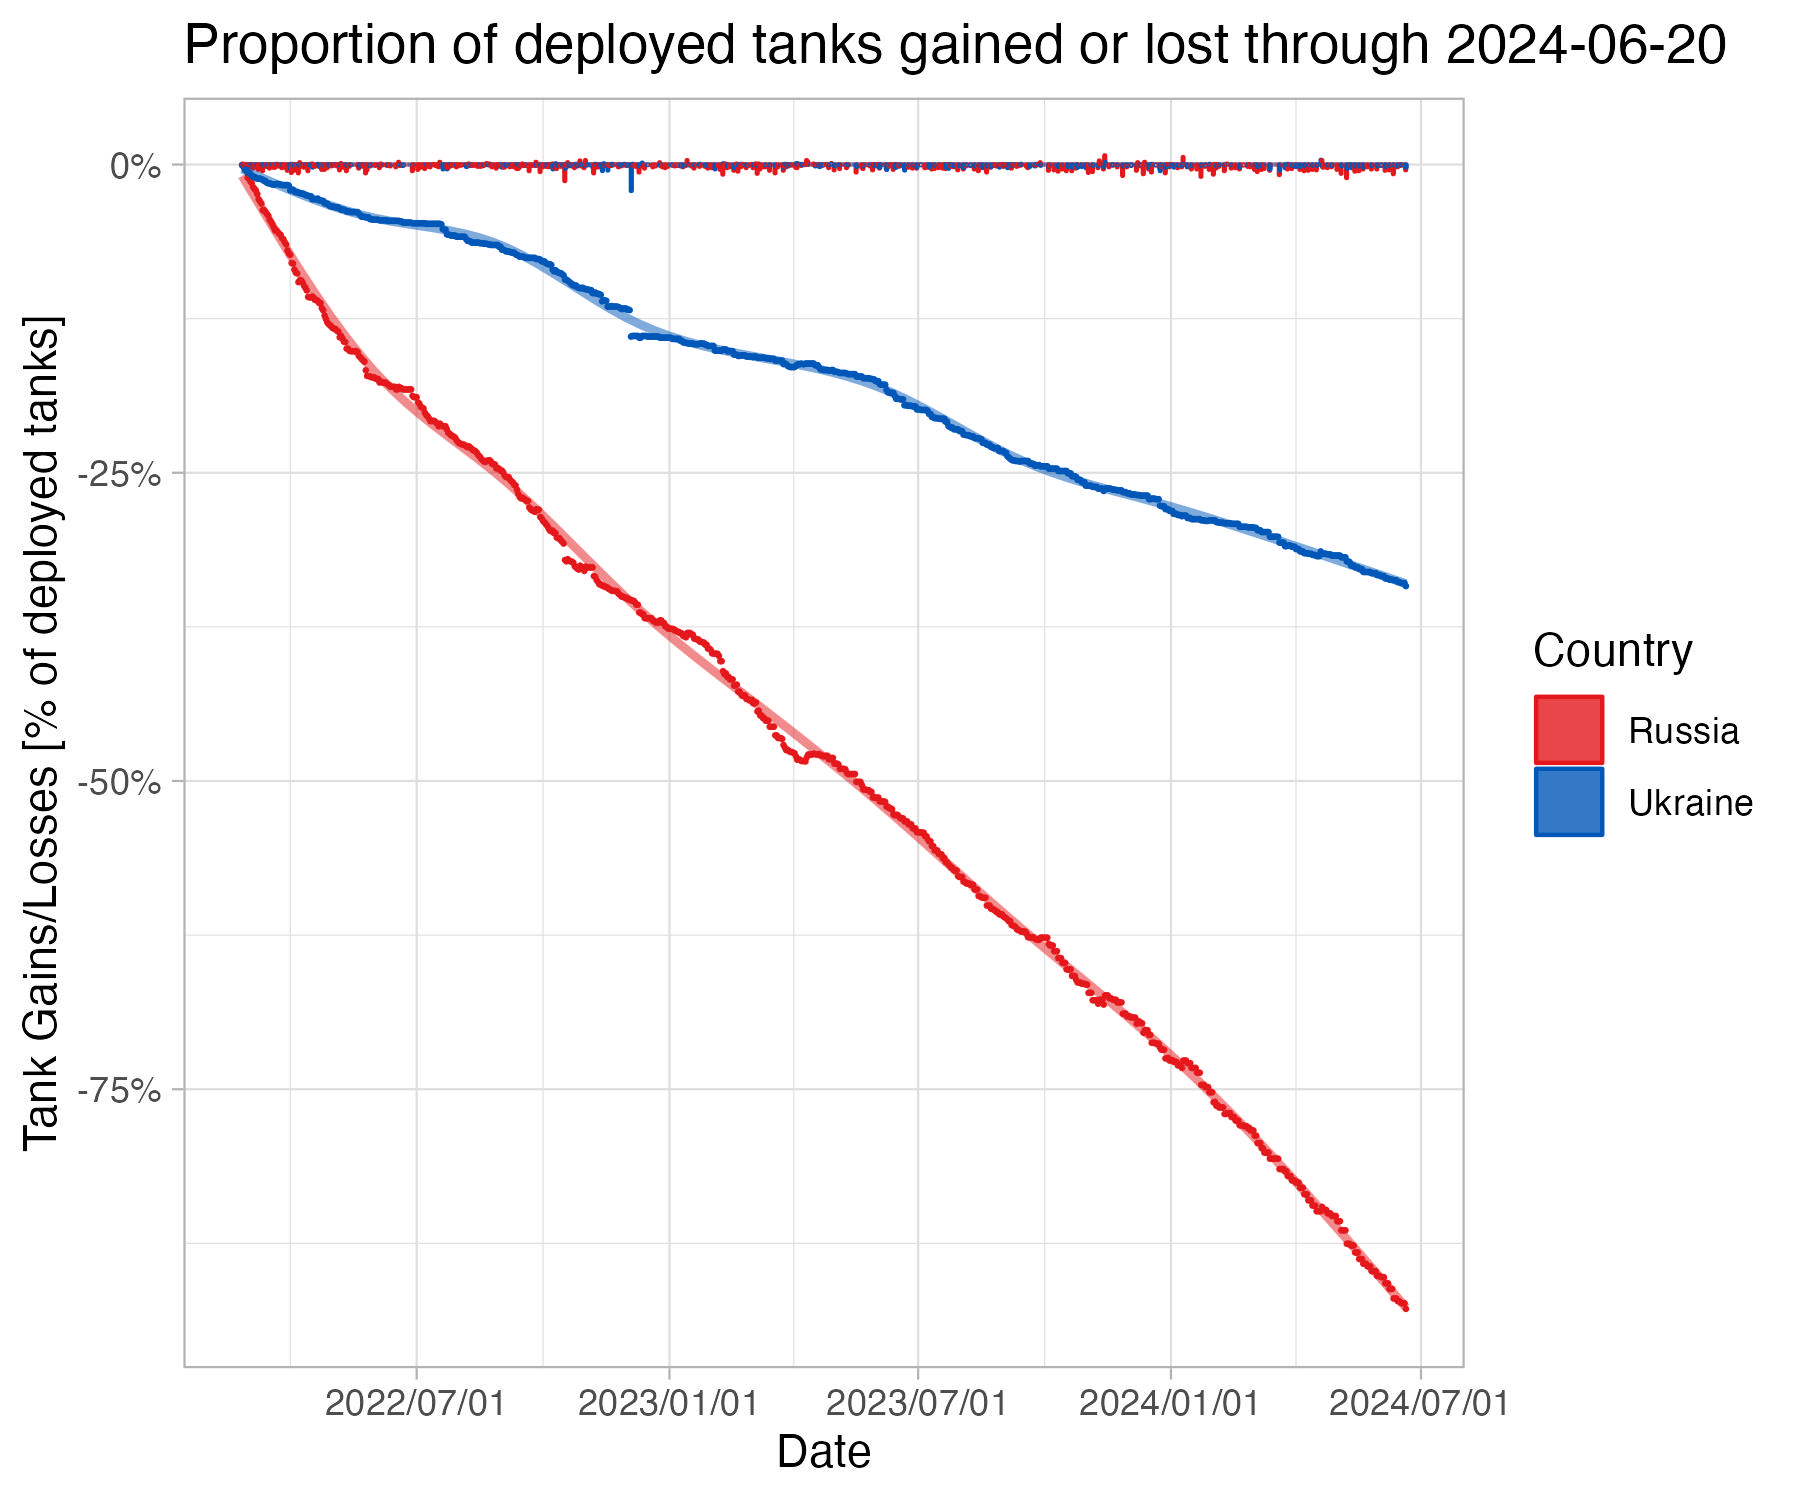 Proportion of deployed tanks gained or lost through 2024-06-20
Tank Gains/Losses [% of deployed tanks]
0%
-25%
-50%
-75%
2022/07/01
2023/01/01
2023/07/01
2024/01/01
2024/07/01
Date
Country
Russia
Ukraine